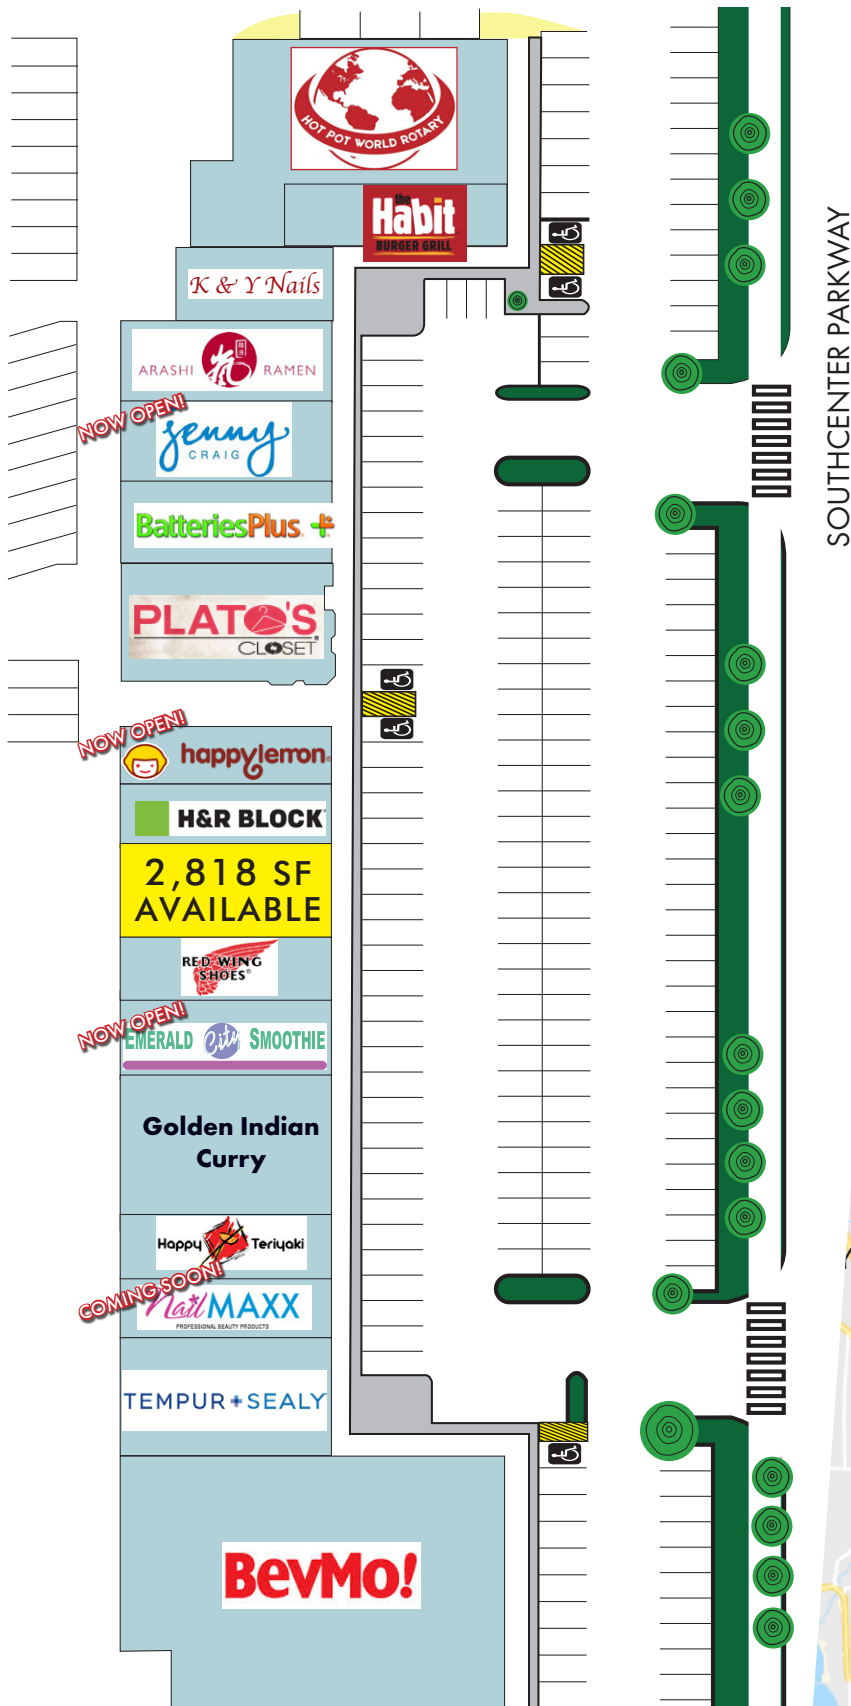 HOT POT WORLD ROTARY
the
Habit
BURGER GRILL
K & Y Nails
ARASHI
RAMEN
NOW OPEN!
Jenny
CRAIG
BatteriesPlus
PLATO'S
CLOSET
NOW OPEN!
happylemon
H&R BLOCK
2,818 SF
AVAILABLE
RED WING
SHOES
NOW OPEN!
EMERALD City SMOOTHIE
Golden Indian
Curry
Happy Teriyaki
COMING SOON!
Nail MAXX
PROFESSIONAL BEAUTY PRODUCTS
TEMPUR+SEALY
BevMo!
SOUTHCENTER PARKWAY